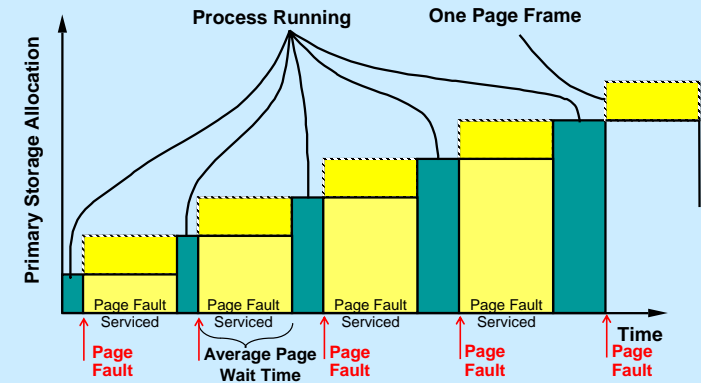 Process Running
One Page Frame
Primary Storage Allocation
Page Fault
Serviced
Page Fault
Serviced
Page Fault
Serviced
Page Fault
Serviced
Time
Page
Fault
Average Page
Wait Time
Page
Fault
Page
Fault
Page
Fault